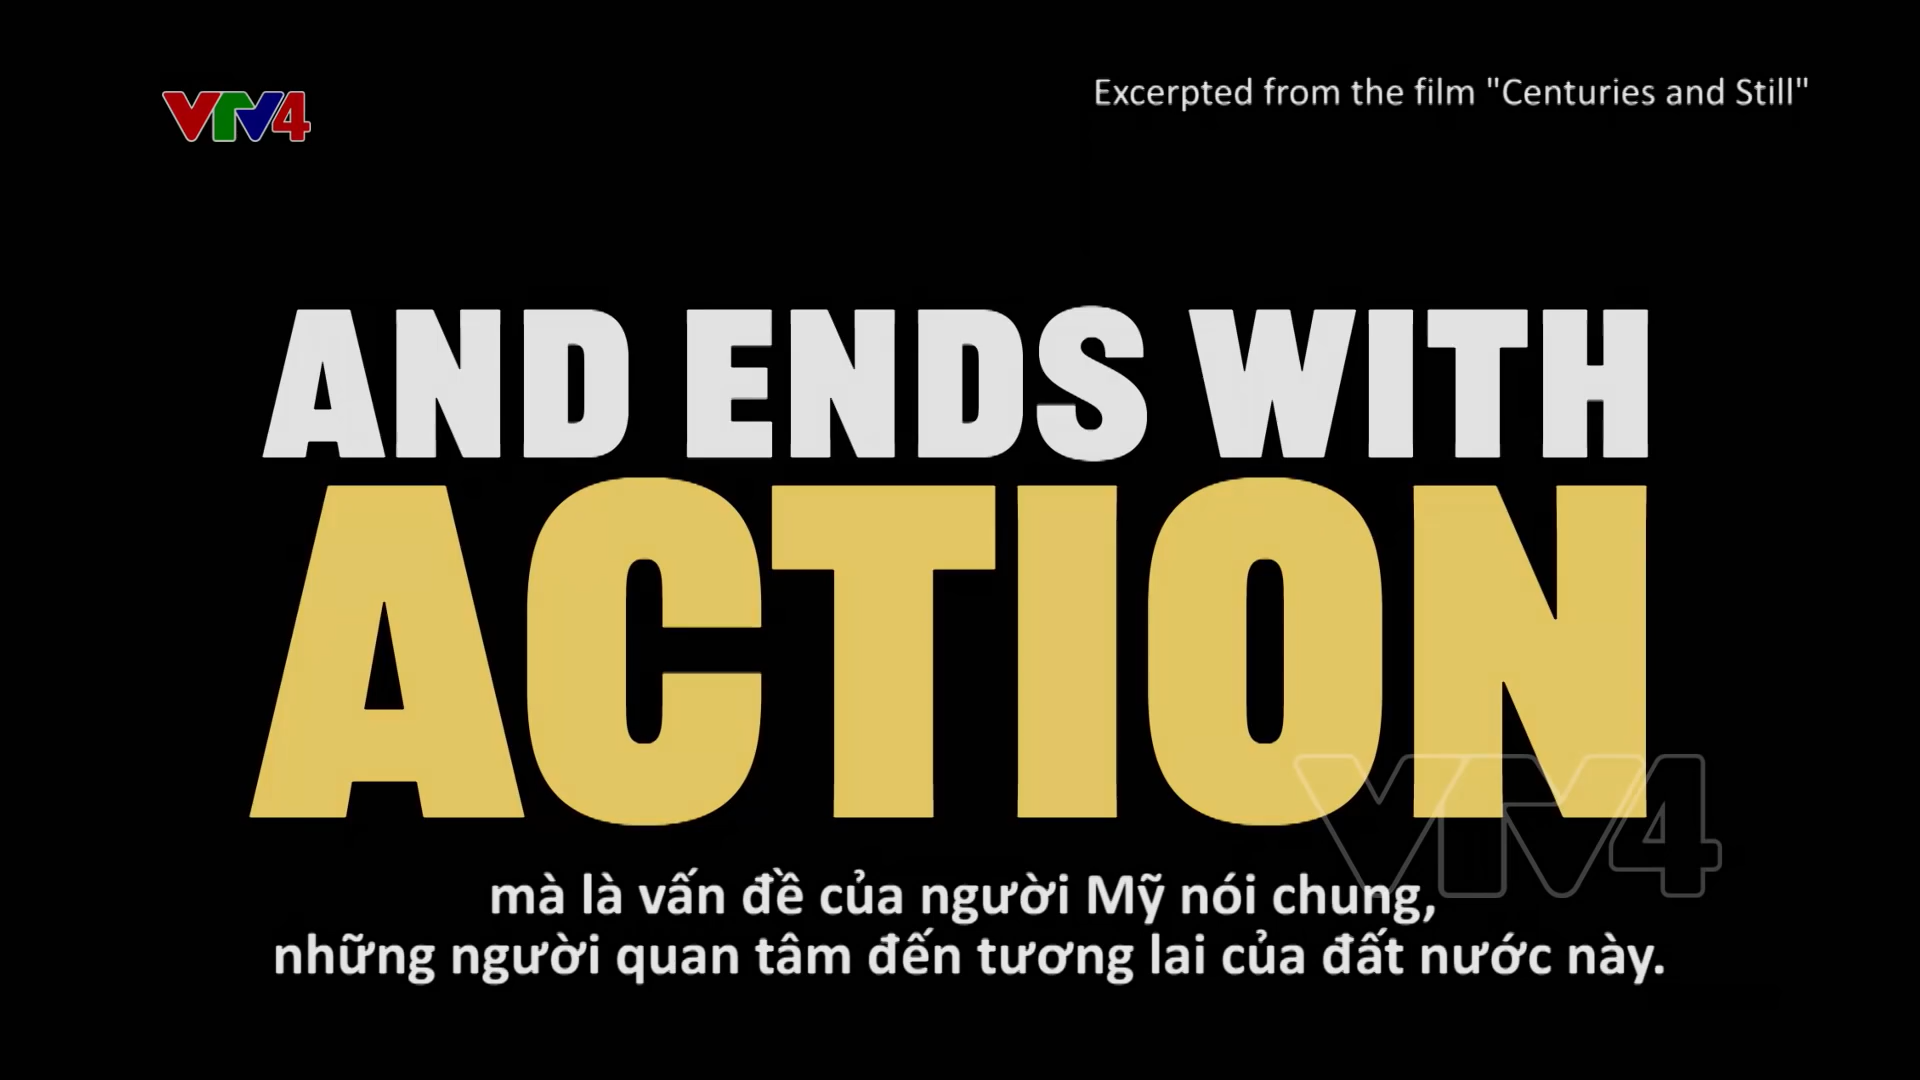 VTV4
Excerpted from the film "Centuries and Still"
AND ENDS WITH
ACTION
VTV4
mà là vấn đề của người Mỹ nói chung,
những người quan tâm đến tương lai của đất nước này.